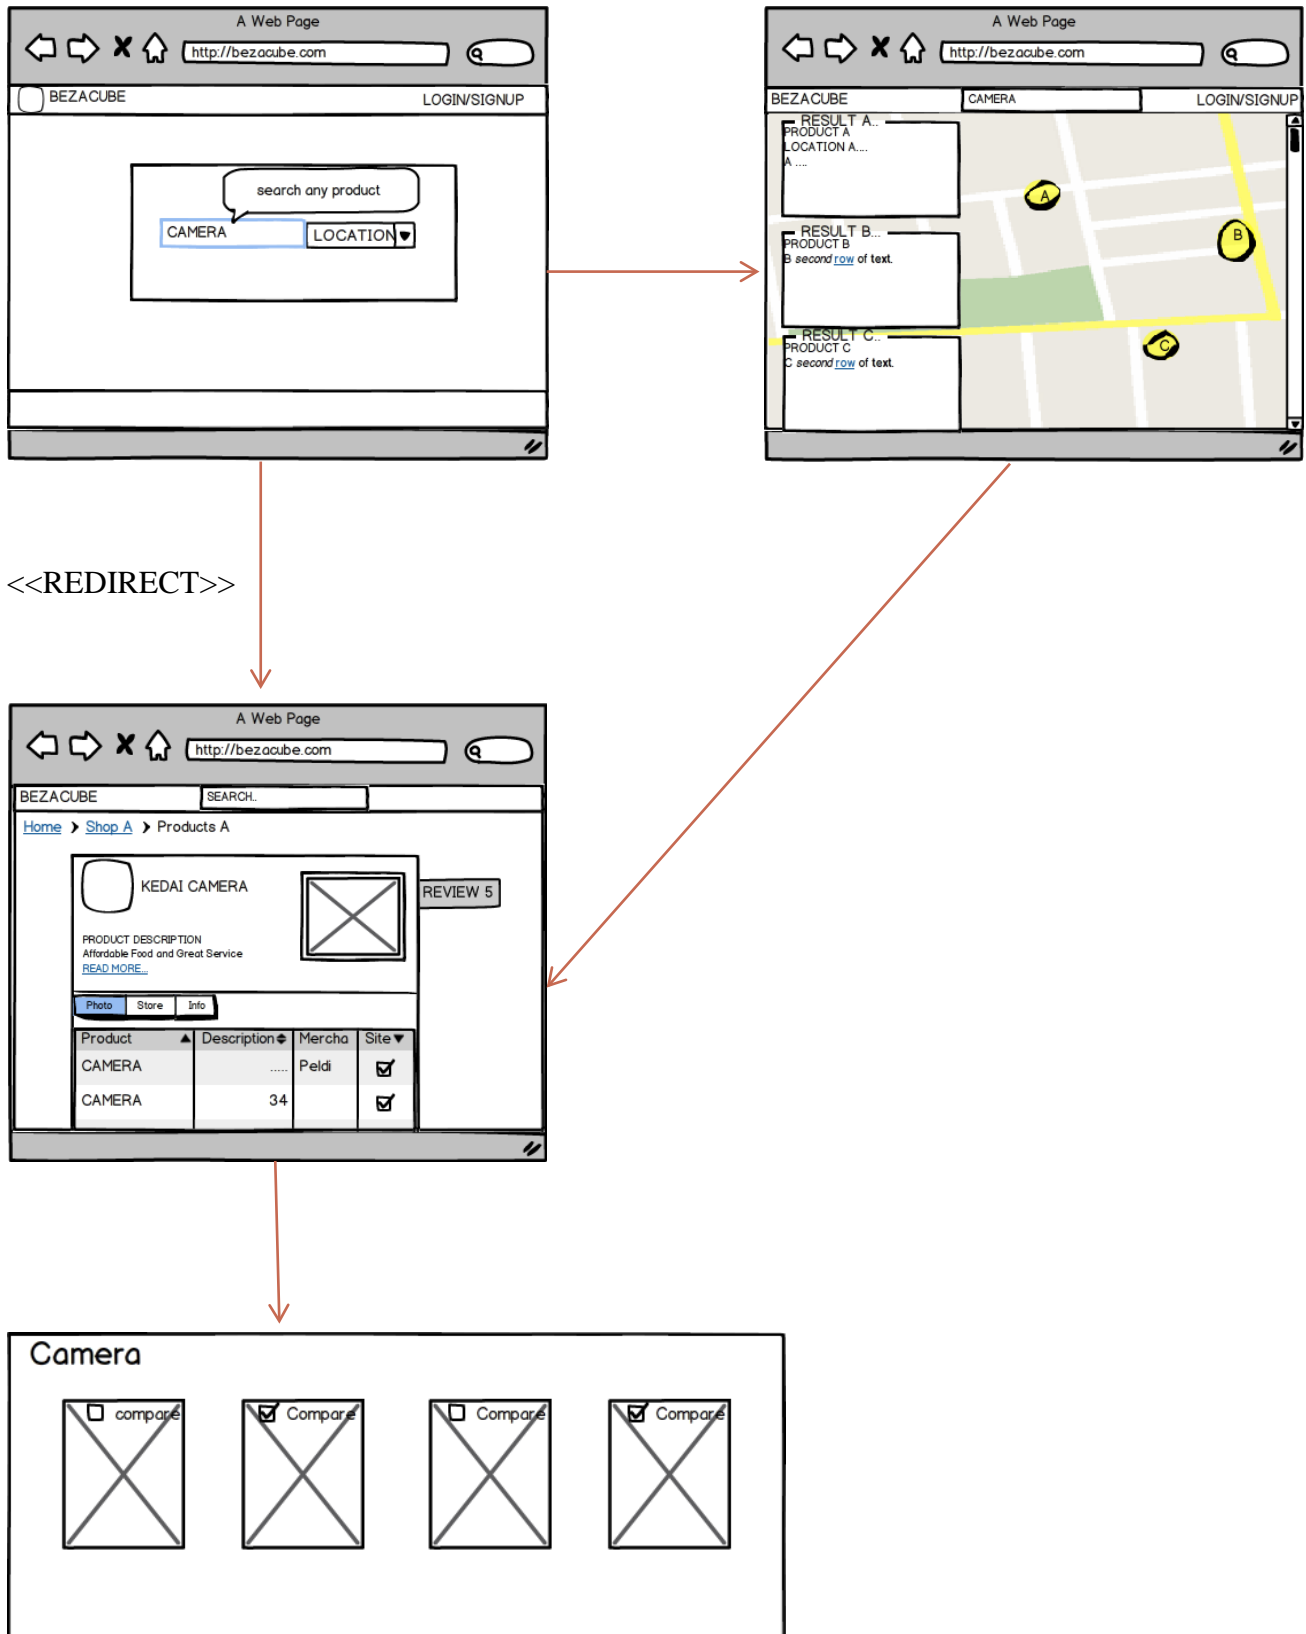 A Web Page
http://bezacube.com
BEZACUBE
LOGIN/SIGNUP
search any product
CAMERA
LOCATION
A Web Page
http://bezacube.com
BEZACUBE
CAMERA
LOGIN/SIGNUP
RESULT A..
PRODUCT A
LOCATION A....
A ....
RESULT B...
PRODUCT B
B second row of text.
RESULT C..
PRODUCT C
C second row of text.
A
B
C
<<REDIRECT>>
A Web Page
http://bezacube.com
BEZACUBE
SEARCH..
Home > Shop A > Products A
KEDAI CAMERA
REVIEW 5
PRODUCT DESCRIPTION
Affordable Food and Great Service
READ MORE...
Photo Store Info
Product Description Mercha Site
CAMERA ..... Peldi
CAMERA 34
Camera
compare Compare Compare Compare